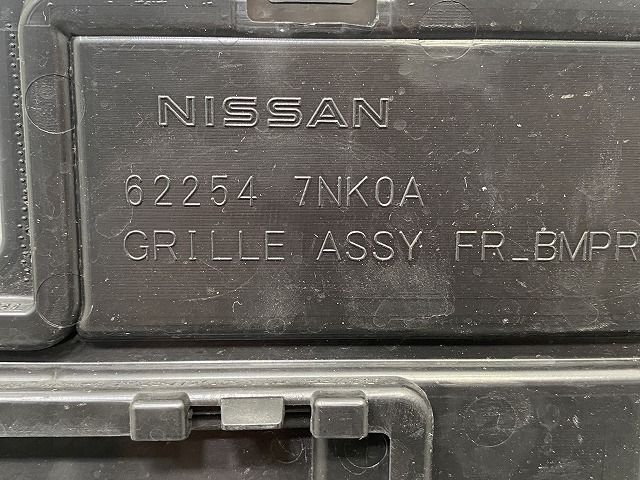 NISSAN
62254 7NK0A
GRILLE ASSY FR_BMPR